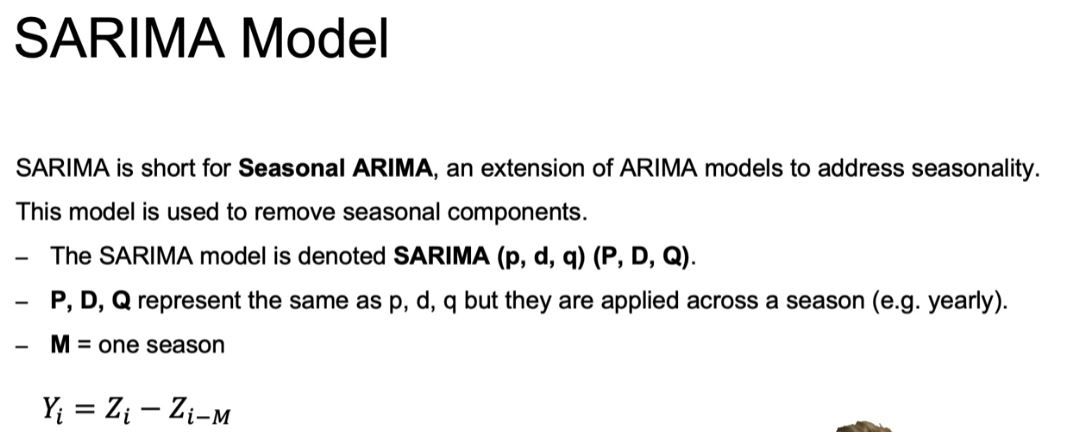 SARIMA Model
SARIMA is short for Seasonal ARIMA, an extension of ARIMA models to address seasonality.
This model is used to remove seasonal components.
– The SARIMA model is denoted SARIMA (p, d, q) (P, D, Q).
– P, D, Q represent the same as p, d, q but they are applied across a season (e.g. yearly).
– M = one season
Y_i = Z_i − Z_{i−M}